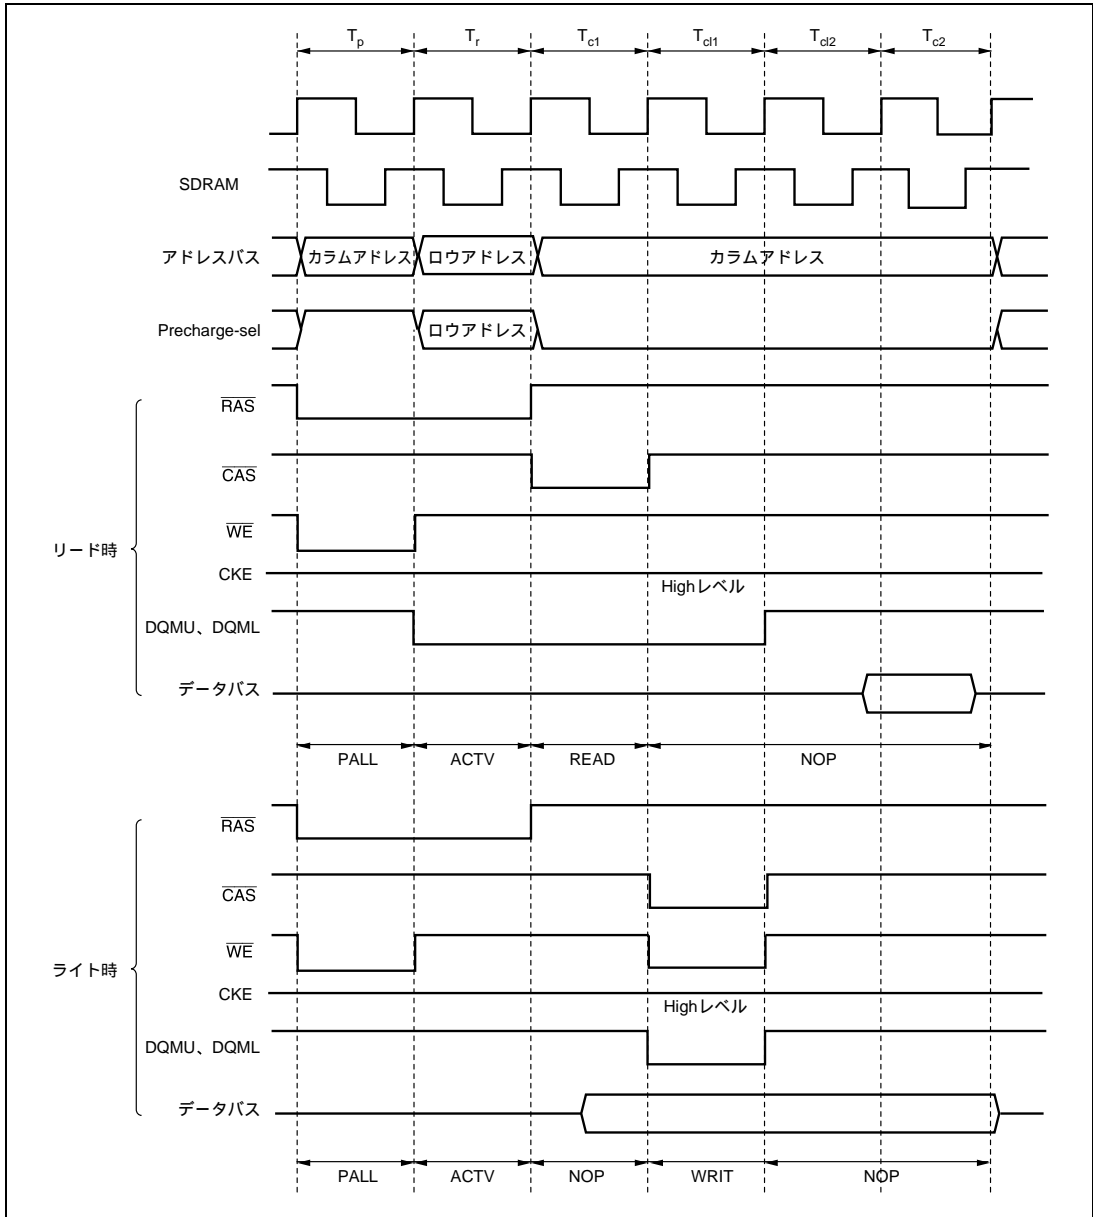 Tp Tr Tc1 Tcl1 Tcl2 Tc2
SDRAM
アドレスバス カラムアドレス ロウアドレス カラムアドレス
Precharge-sel ロウアドレス
リード時
RAS
CAS
WE
CKE Highレベル
DQMU、DQML
データバス
PALL ACTV READ NOP
ライト時
RAS
CAS
WE
CKE Highレベル
DQMU、DQML
データバス
PALL ACTV NOP WRIT NOP